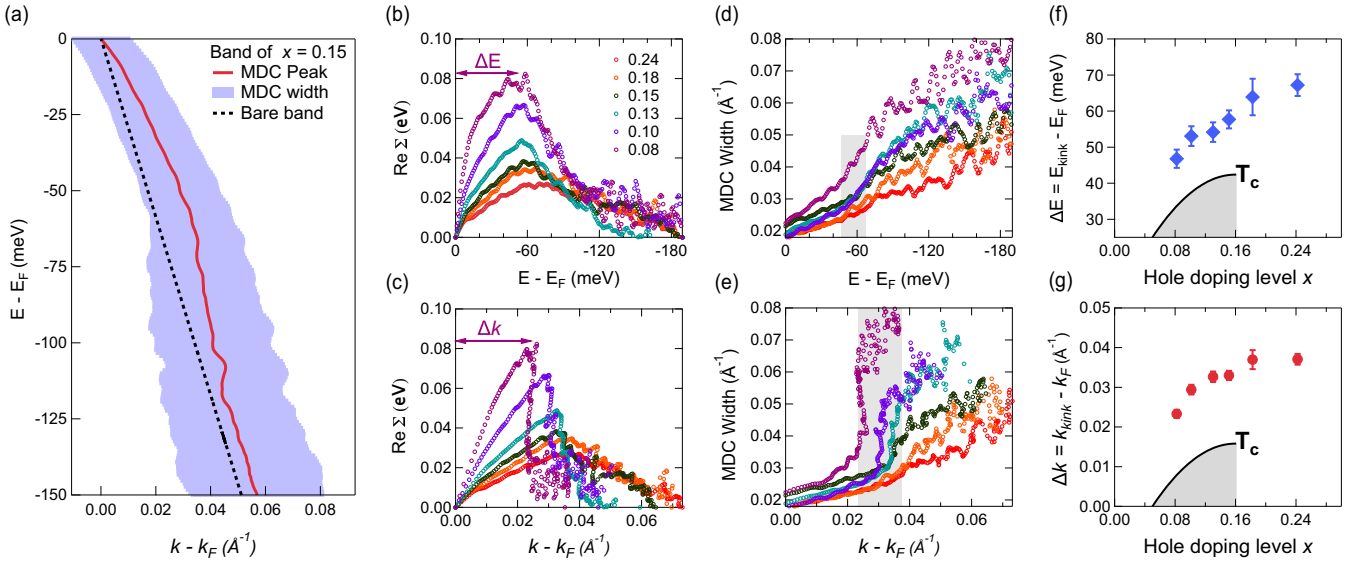 (a)
Band of x = 0.15
MDC Peak
MDC width
Bare band
0
-25
-50
-75
-100
-125
-150
E - E_F (meV)
0.00
0.02
0.04
0.06
0.08
k - k_F (Å⁻¹)
(b)
ΔE
0.24
0.18
0.15
0.13
0.10
0.08
0.10
0.08
0.06
0.04
0.02
0.00
Re Σ (eV)
0
-60
-120
-180
E - E_F (meV)
(c)
Δk
0.10
0.08
0.06
0.04
0.02
0.00
Re Σ (eV)
0.00
0.02
0.04
0.06
k - k_F (Å⁻¹)
(d)
0.08
0.07
0.06
0.05
0.04
0.03
0.02
MDC Width (Å⁻¹)
0
-60
-120
-180
E - E_F (meV)
(e)
0.08
0.07
0.06
0.05
0.04
0.03
0.02
MDC Width (Å⁻¹)
0.00
0.02
0.04
0.06
k - k_F (Å⁻¹)
(f)
80
70
60
50
40
30
ΔE = E_kink - E_F (meV)
T_c
0.00
0.08
0.16
0.24
Hole doping level x
(g)
0.05
0.04
0.03
0.02
0.01
0.00
Δk = k_kink - k_F (Å⁻¹)
T_c
0.00
0.08
0.16
0.24
Hole doping level x